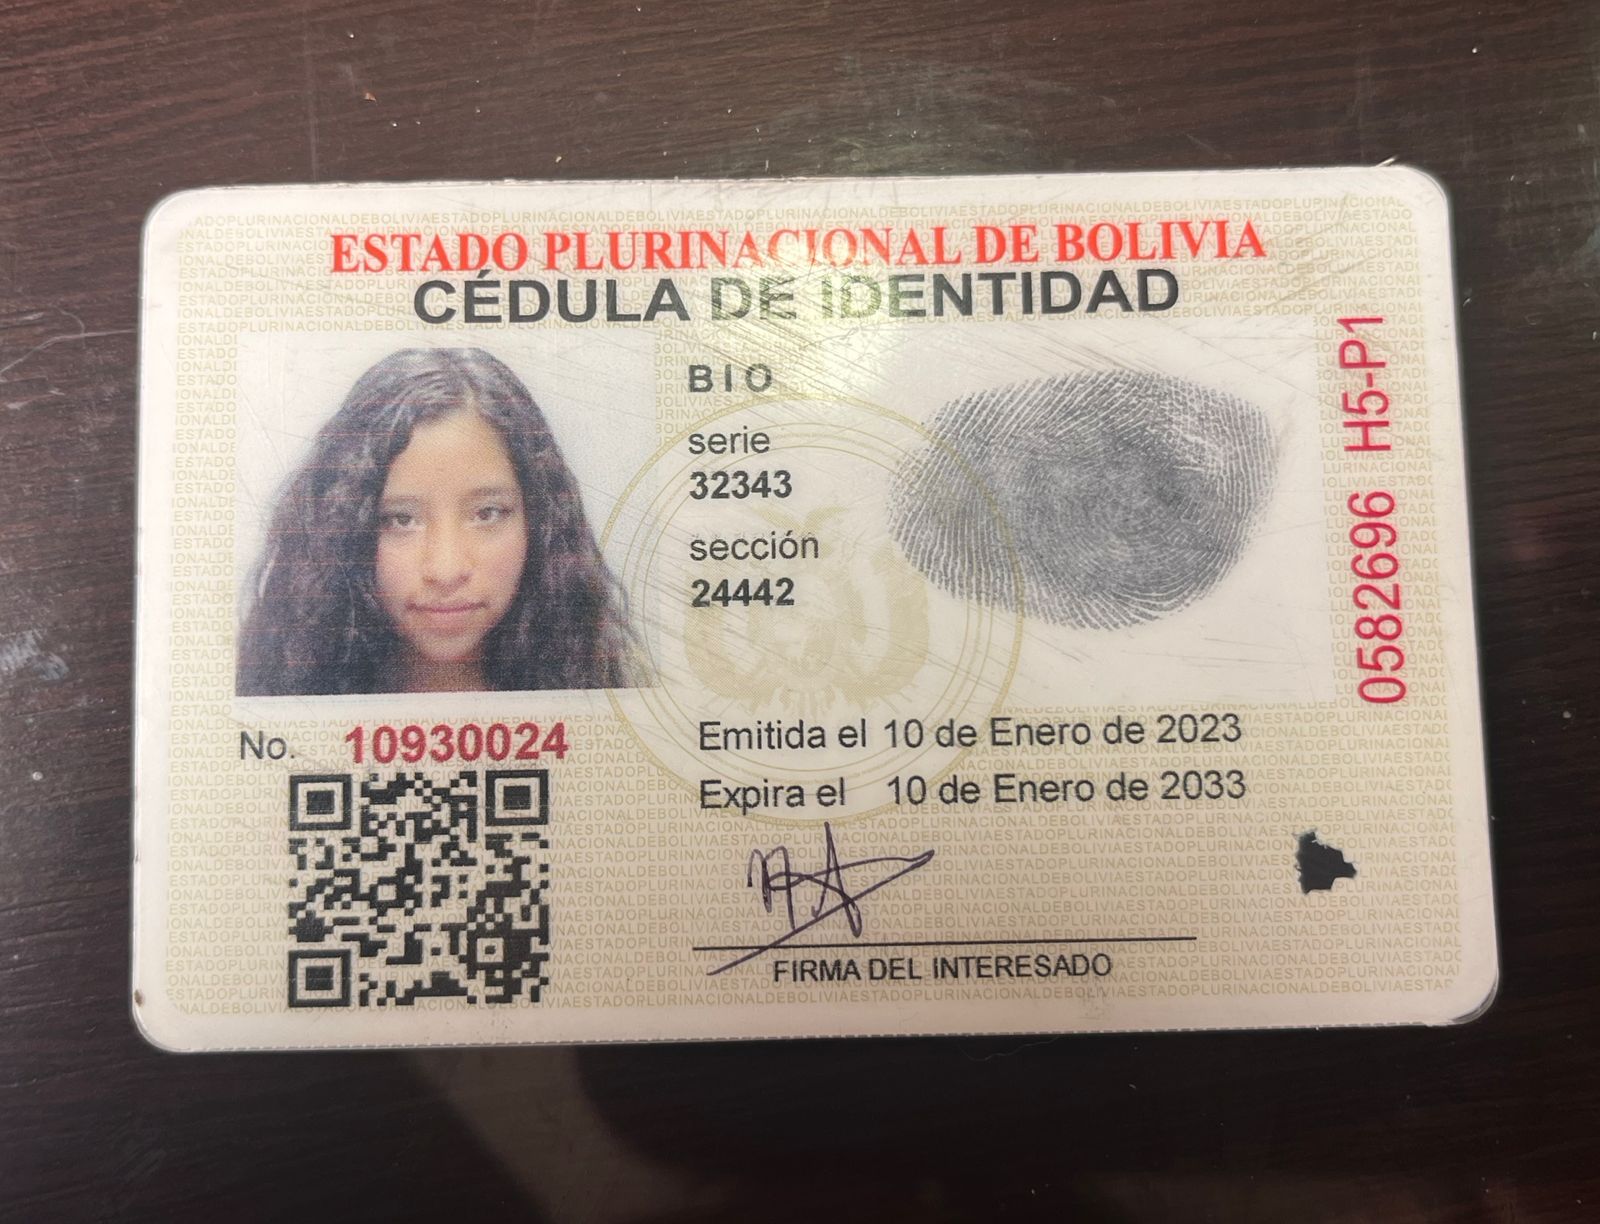 ESTADO PLURINACIONAL DE BOLIVIA
CÉDULA DE IDENTIDAD
BIO
serie
32343
sección
24442
0582696 H5-P1
No. 10930024
Emitida el 10 de Enero de 2023
Expira el 10 de Enero de 2033
FIRMA DEL INTERESADO